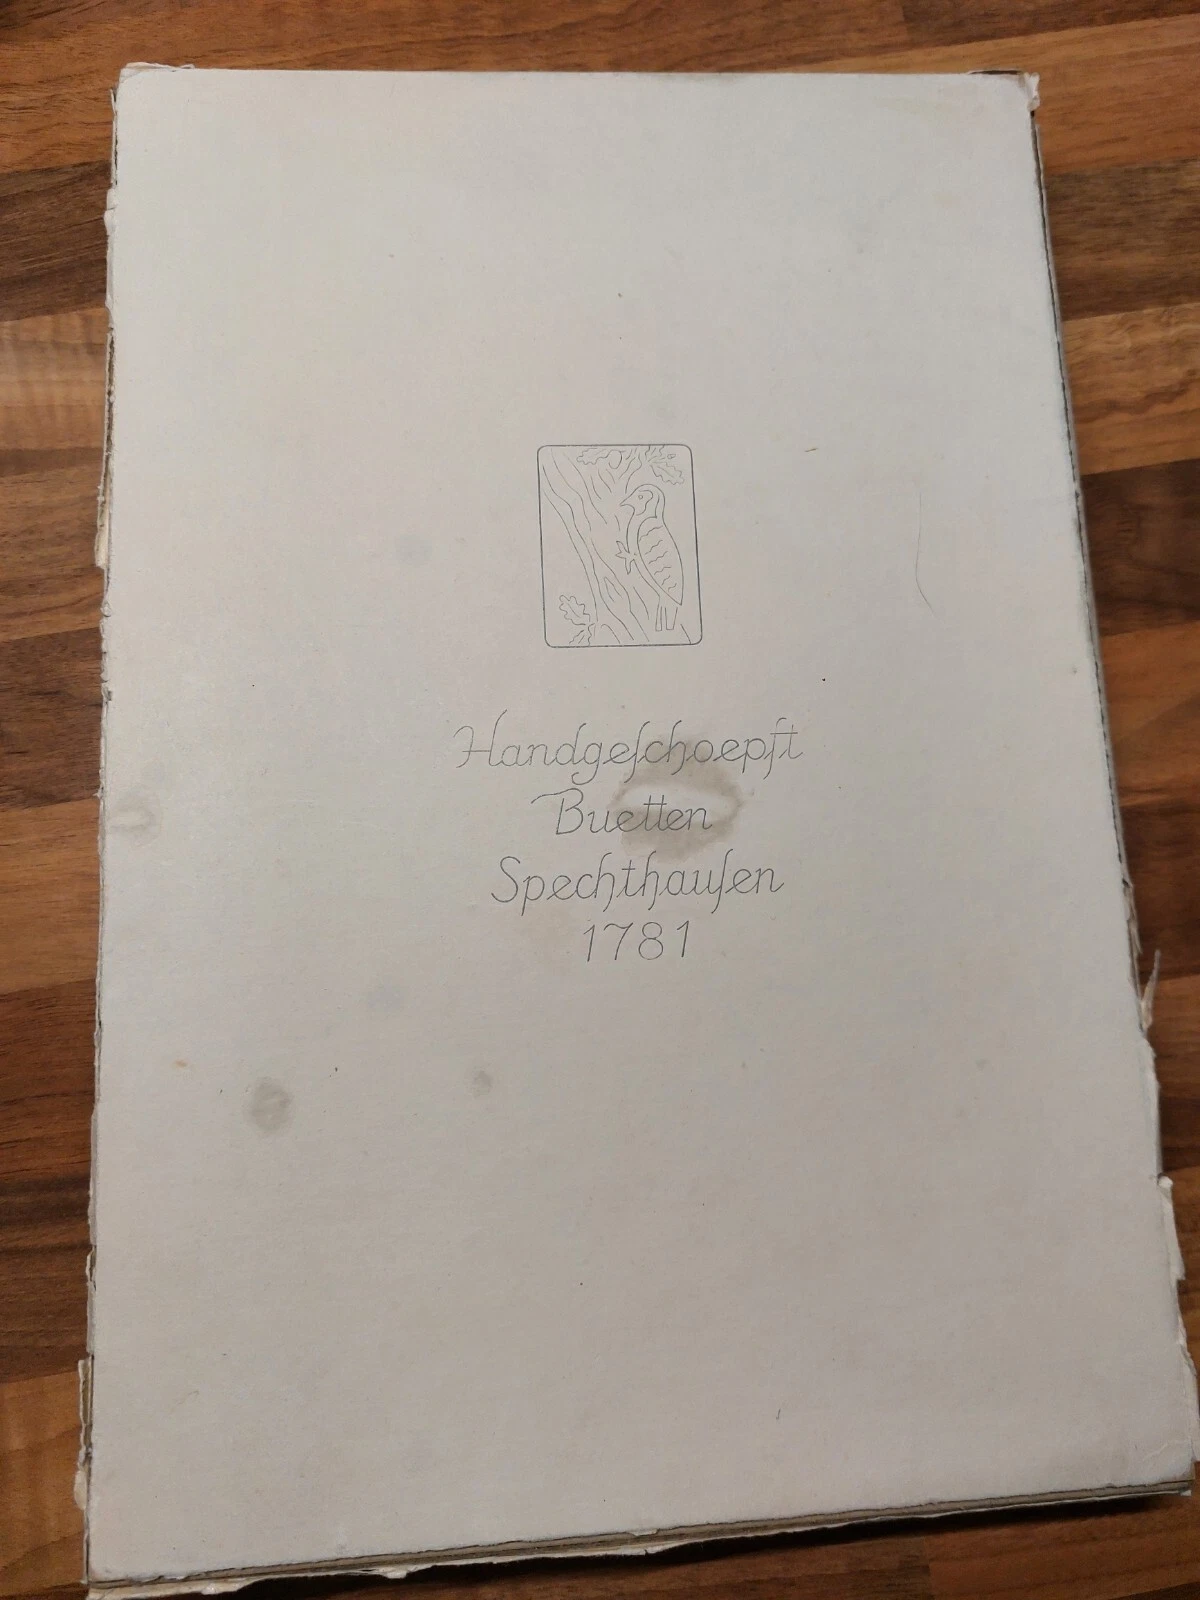 Handgeſchoepft
Buetten
Spechthauſen
1781